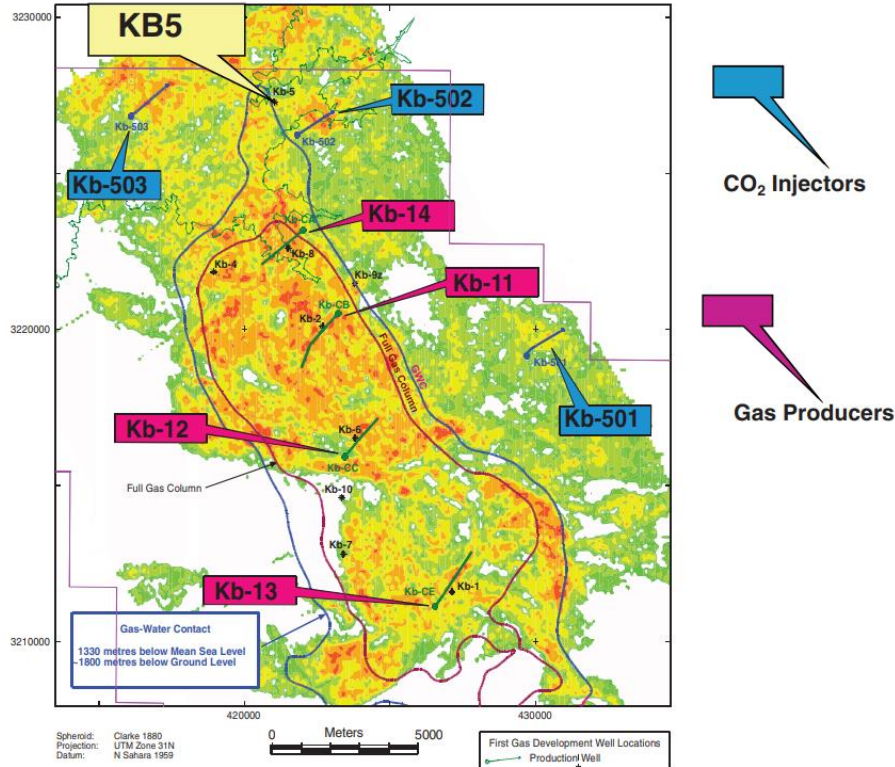 3230000
KB5
Kb-5
Kb-502
Kb-503
Kb-502
Kb-503
CO₂ Injectors
Kb-CA
Kb-14
Kb-8
Kb-4
Kb-9z
Kb-11
Kb-CB
Kb-2
3220000
Full Gas Column
GWC
Kb-501
Kb-501
Gas Producers
Kb-12
Kb-6
Kb-CC
Full Gas Column
Kb-10
Kb-7
Kb-13
Kb-CE
Kb-1
Gas-Water Contact
1330 metres below Mean Sea Level
~1800 metres below Ground Level
3210000
420000
430000
Spheroid: Clarke 1880
Projection: UTM Zone 31N
Datum: N Sahara 1959
0 Meters 5000
First Gas Development Well Locations
Production Well